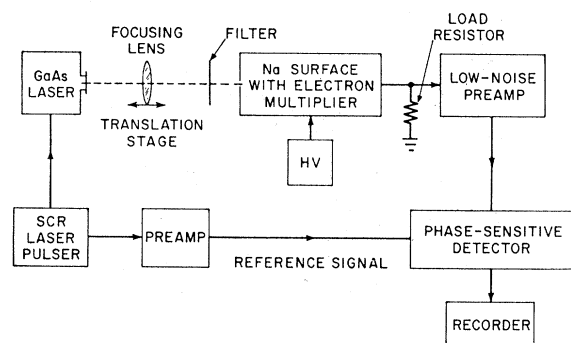 LOAD
RESISTOR
FOCUSING
LENS
FILTER
GaAs
LASER
Na SURFACE
WITH ELECTRON
MULTIPLIER
LOW-NOISE
PREAMP
TRANSLATION
STAGE
HV
SCR
LASER
PULSER
PREAMP
REFERENCE SIGNAL
PHASE-SENSITIVE
DETECTOR
RECORDER